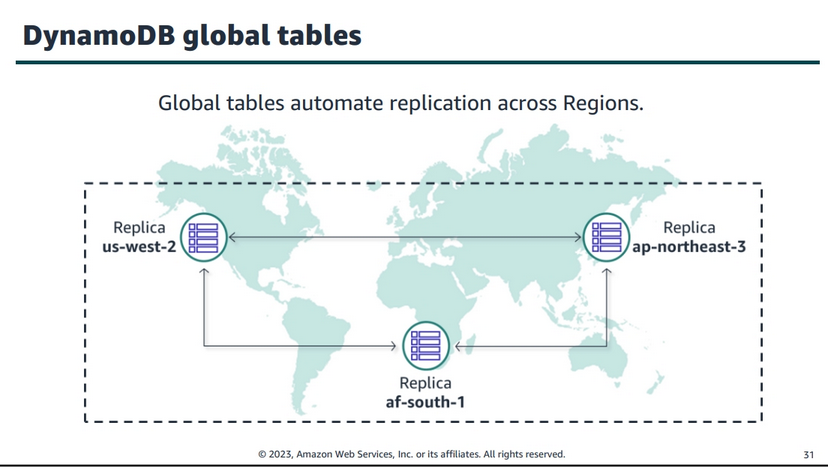 DynamoDB global tables
Global tables automate replication across Regions.
Replica
us-west-2
Replica
ap-northeast-3
Replica
af-south-1
© 2023, Amazon Web Services, Inc. or its affiliates. All rights reserved.
31